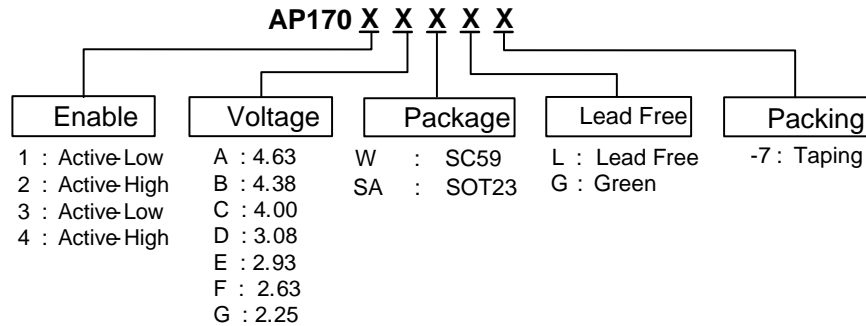 AP170 X X X X X
Enable
1 : Active-Low
2 : Active-High
3 : Active-Low
4 : Active-High
Voltage
A : 4.63
B : 4.38
C : 4.00
D : 3.08
E : 2.93
F : 2.63
G : 2.25
Package
W : SC59
SA : SOT23
Lead Free
L : Lead Free
G : Green
Packing
-7 : Taping